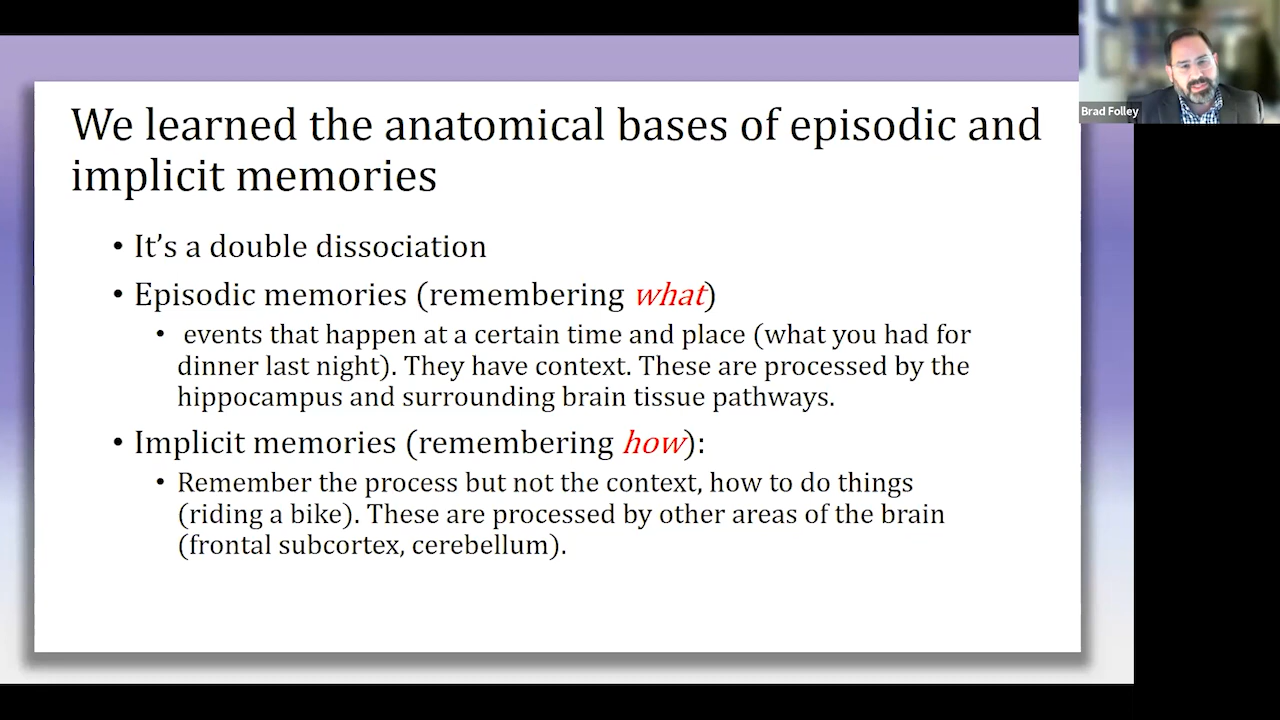 We learned the anatomical bases of episodic and
implicit memories
• It's a double dissociation
• Episodic memories (remembering what)
• events that happen at a certain time and place (what you had for
dinner last night). They have context. These are processed by the
hippocampus and surrounding brain tissue pathways.
• Implicit memories (remembering how):
• Remember the process but not the context, how to do things
(riding a bike). These are processed by other areas of the brain
(frontal subcortex, cerebellum).
Brad Folley